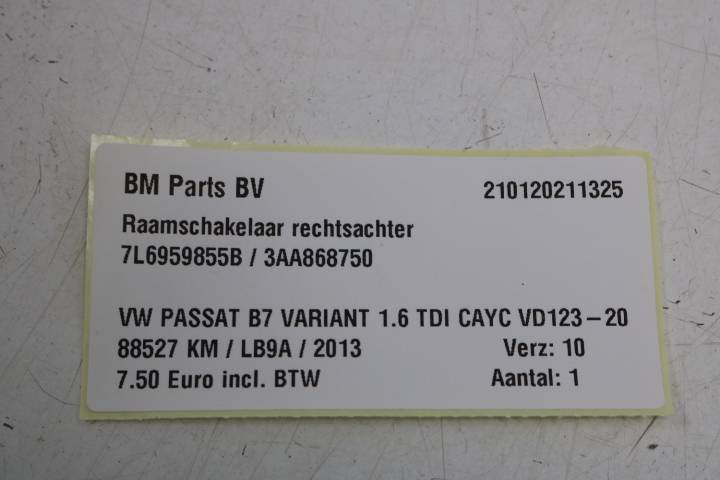 BM Parts BV 210120211325
Raamschakelaar rechtsachter
7L6959855B / 3AA868750
VW PASSAT B7 VARIANT 1.6 TDI CAYC VD123-20
88527 KM / LB9A / 2013 Verz: 10
7.50 Euro incl. BTW Aantal: 1